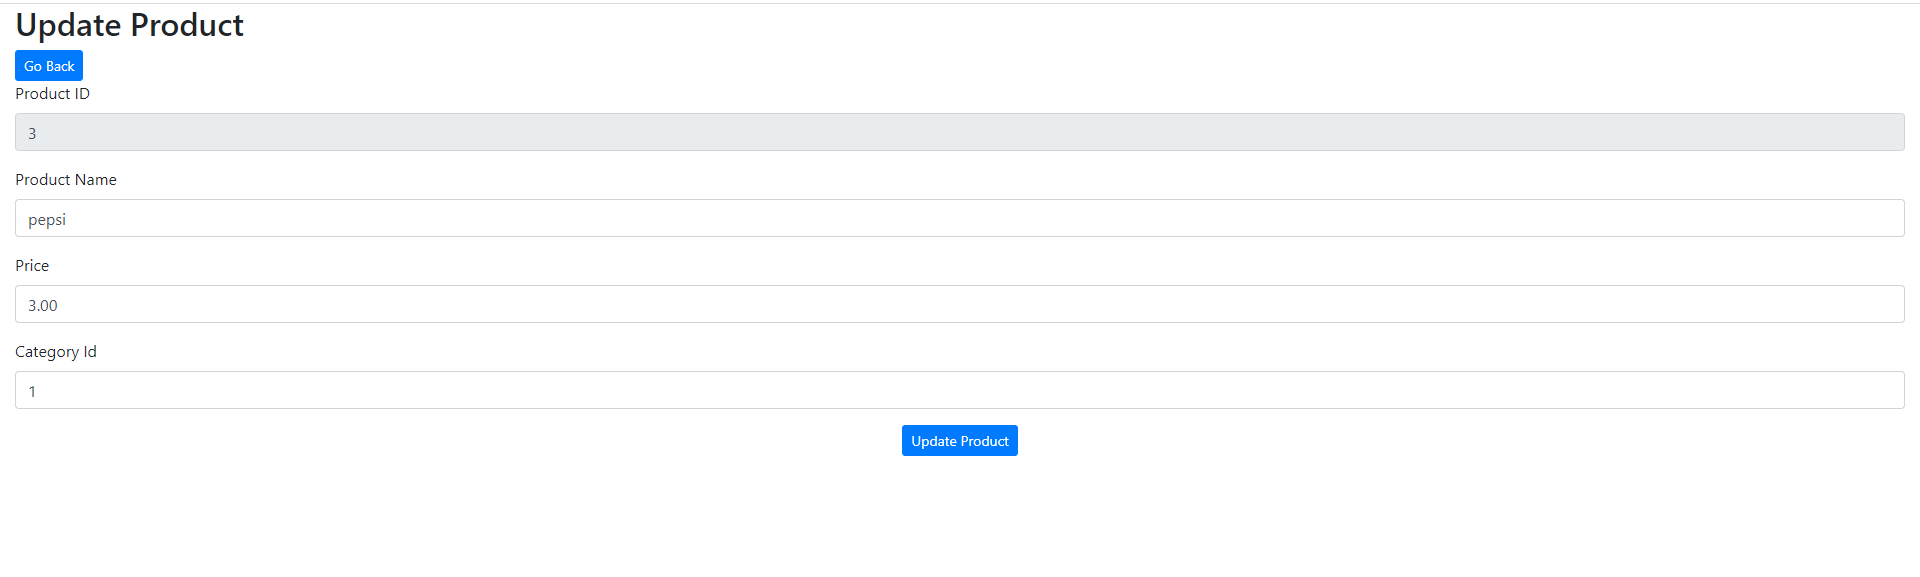 Update Product
Go Back
Product ID
3
Product Name
pepsi
Price
3.00
Category Id
1
Update Product